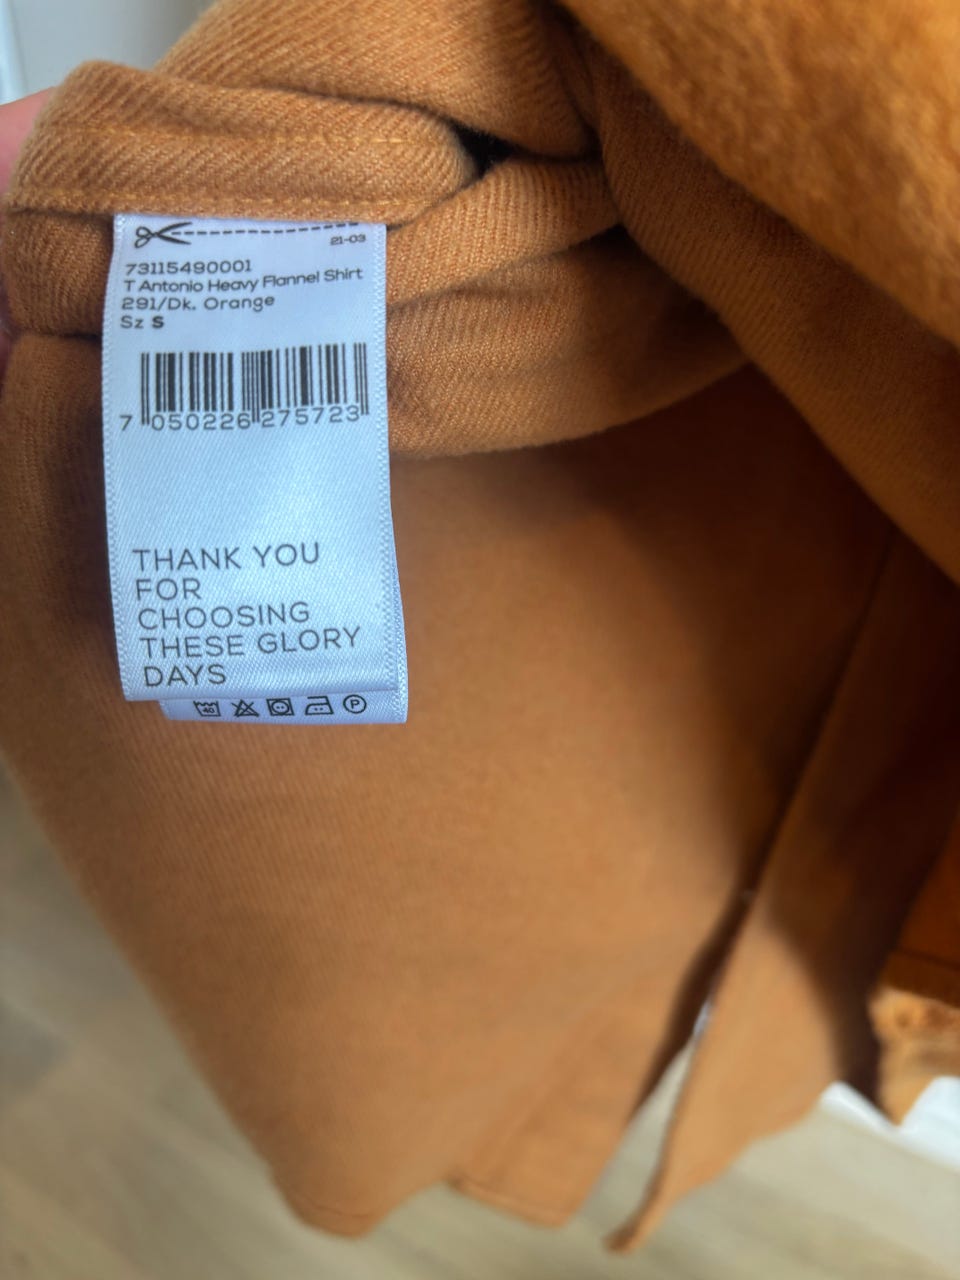 21-03
73115490001
T Antonio Heavy Flannel Shirt
291/Dk. Orange
Sz S
7 050226 275723
THANK YOU
FOR
CHOOSING
THESE GLORY
DAYS
40 P